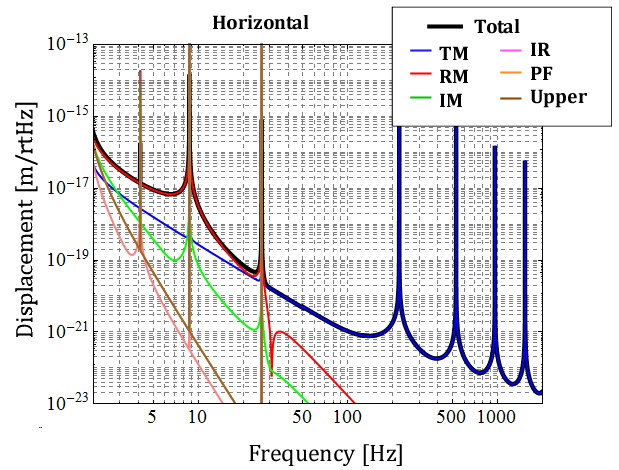 Horizontal
Total
TM
IR
RM
PF
IM
Upper
Displacement [m/rtHz]
10−13
10−15
10−17
10−19
10−21
10−23
5 10 50 100 500 1000
Frequency [Hz]